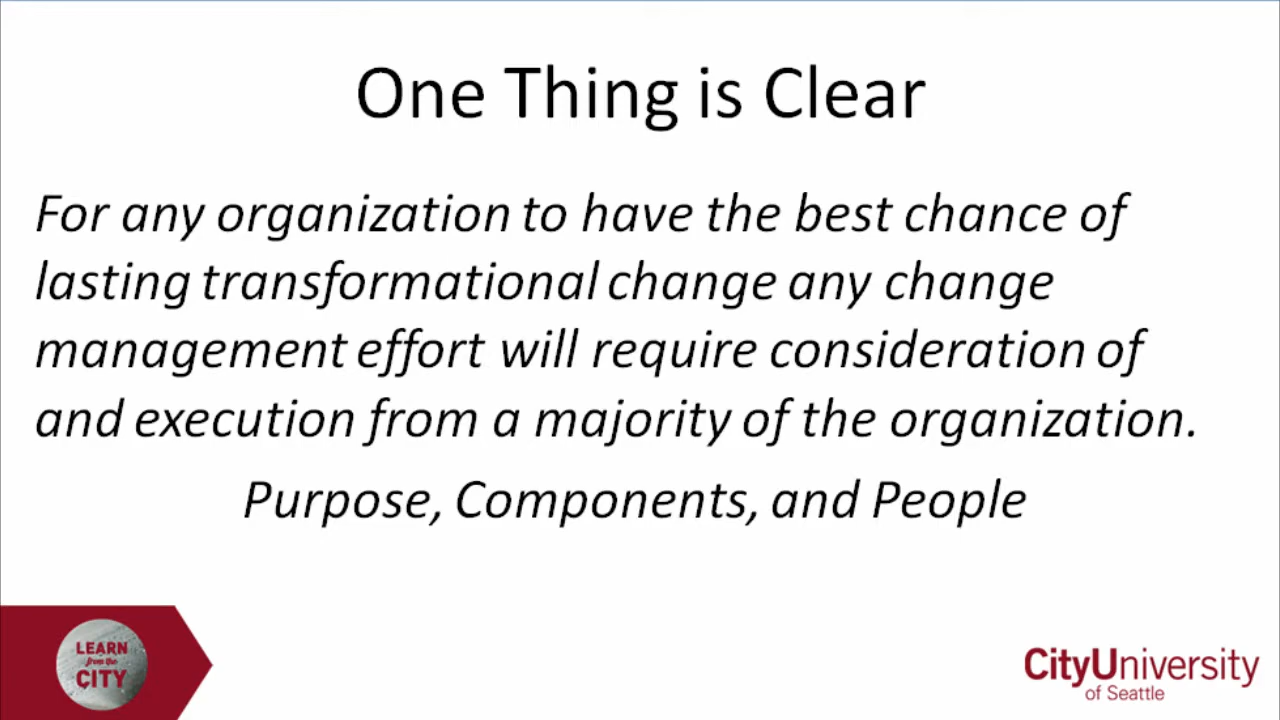 One Thing is Clear
For any organization to have the best chance of
lasting transformational change any change
management effort will require consideration of
and execution from a majority of the organization.
Purpose, Components, and People
LEARN
from the
CITY
CityUniversity
of Seattle